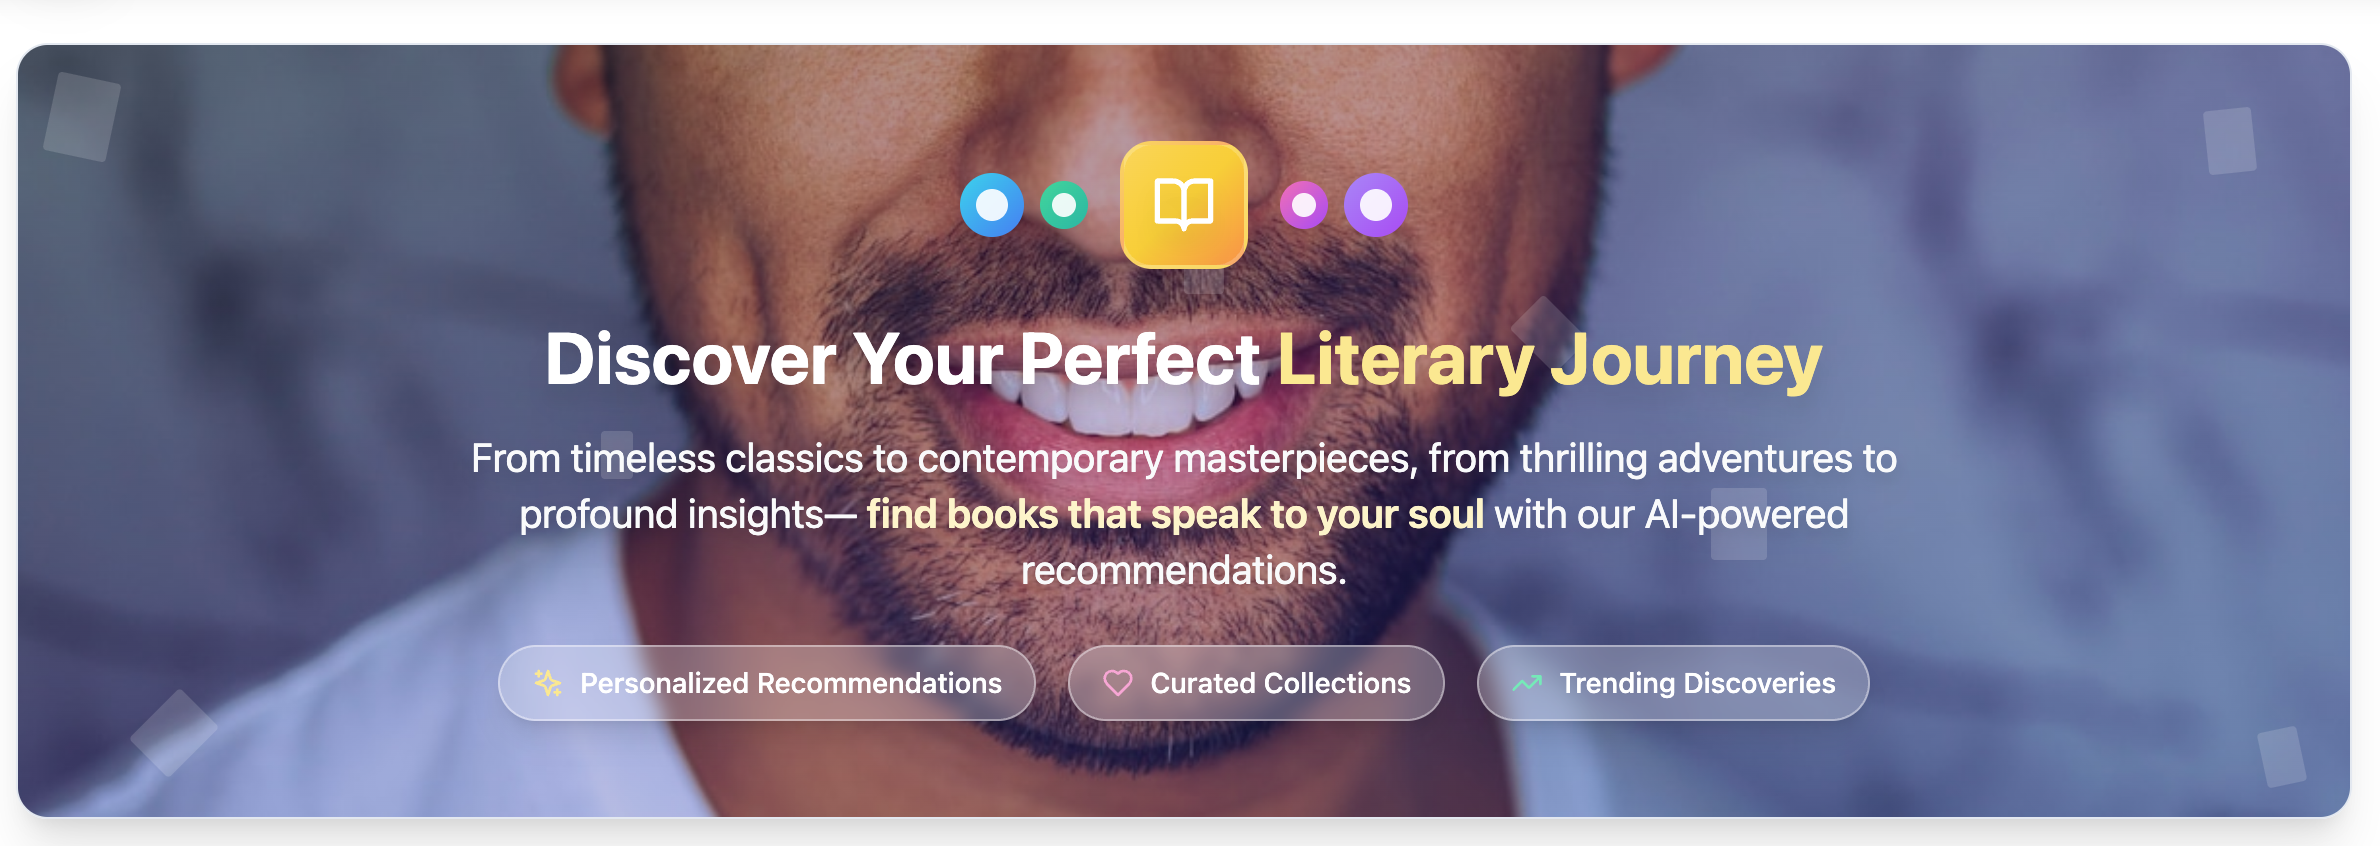 Discover Your Perfect Literary Journey
From timeless classics to contemporary masterpieces, from thrilling adventures to
profound insights— find books that speak to your soul with our AI-powered
recommendations.
Personalized Recommendations
Curated Collections
Trending Discoveries